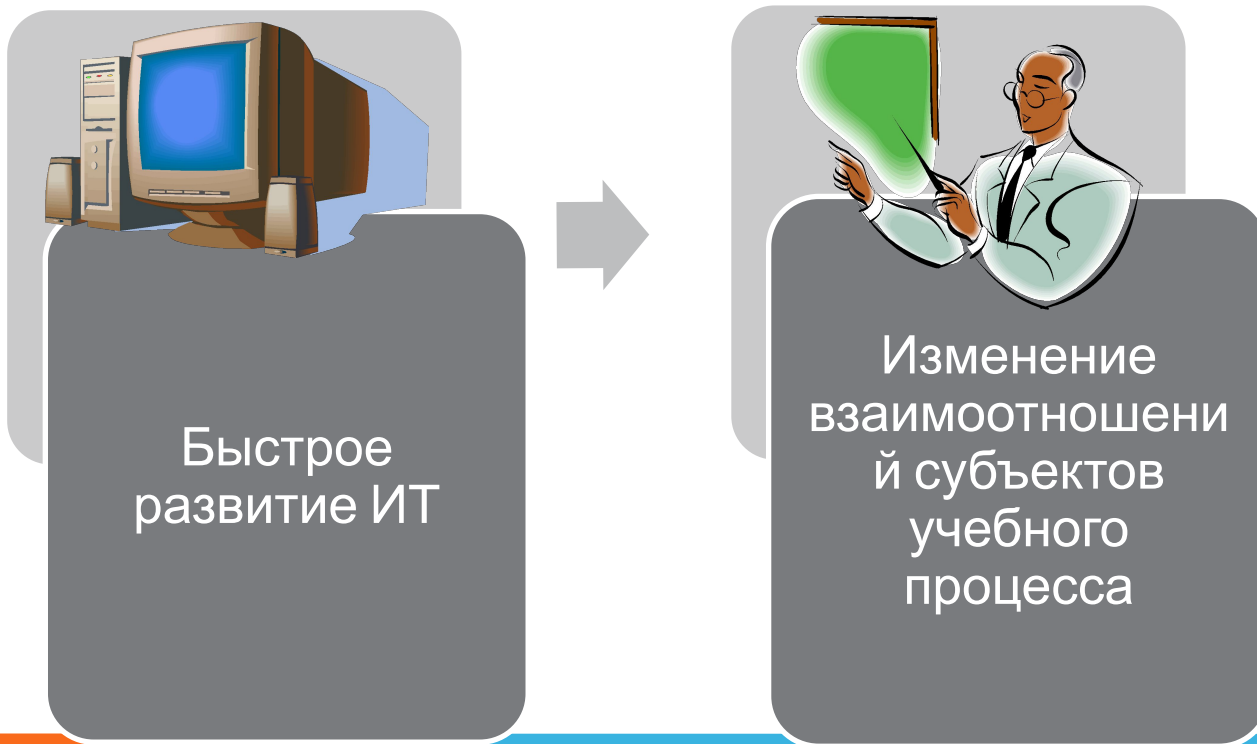 Быстрое
развитие ИТ
Изменение
взаимоотношени
й субъектов
учебного
процесса